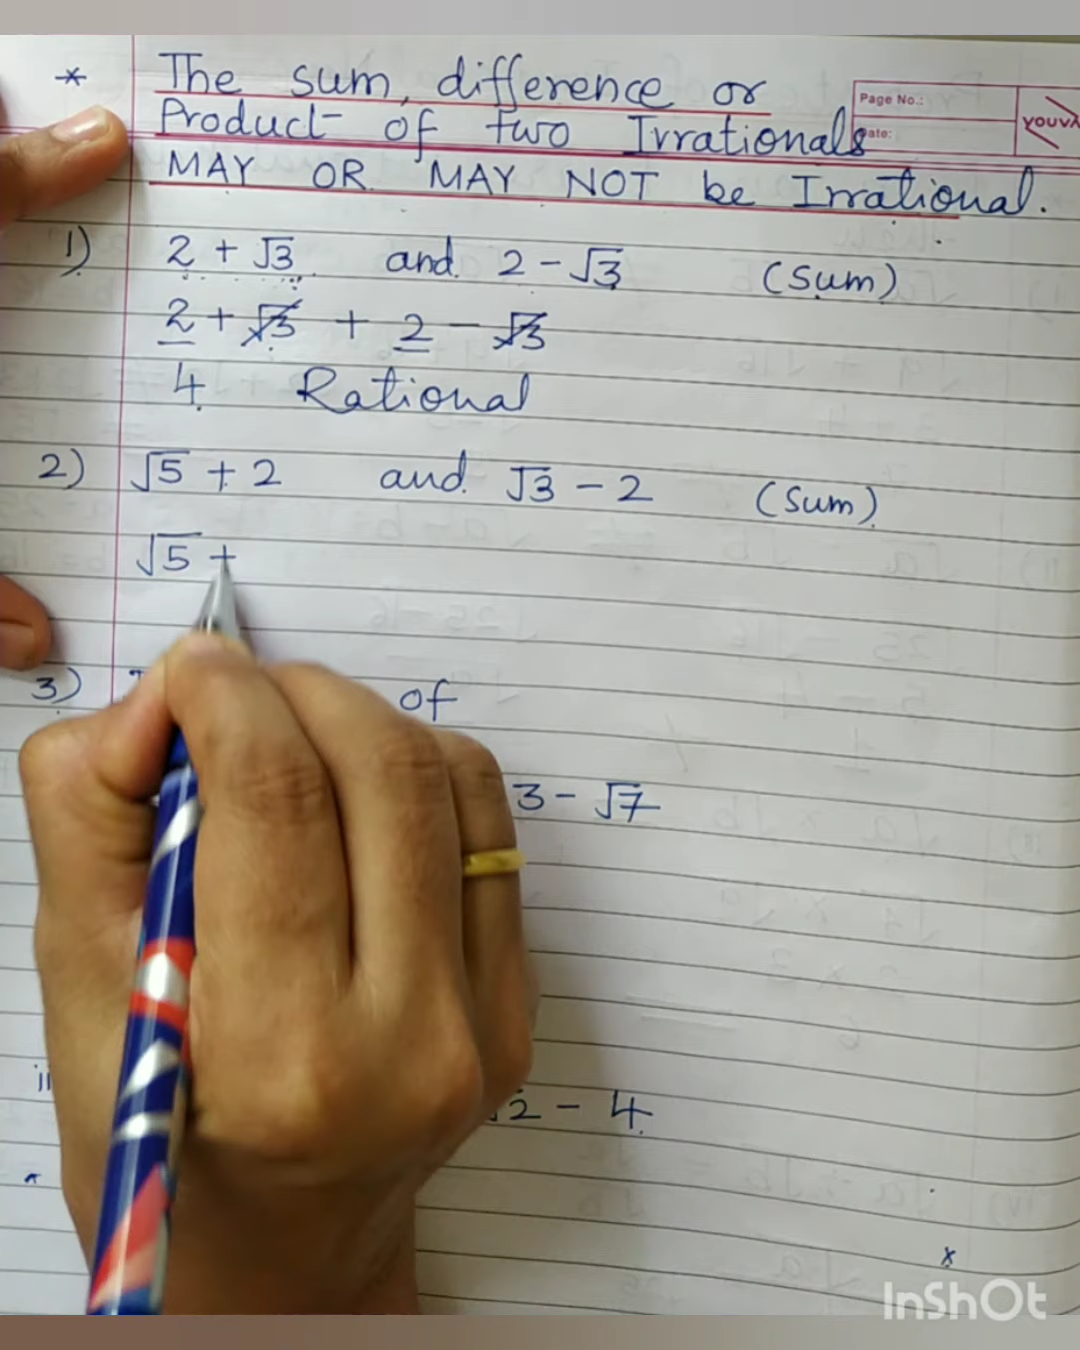 * The sum, difference or
Product of two Irrationals
MAY OR MAY NOT be Irrational.
Page No.:
Date:
YOUVA
1) 2 + √3 and 2 - √3 (Sum)
2 + √3 + 2 - √3
4 Rational
2) √5 + 2 and √3 - 2 (Sum)
√5 +
3) of
3 - √7
√2 - 4
InShOt